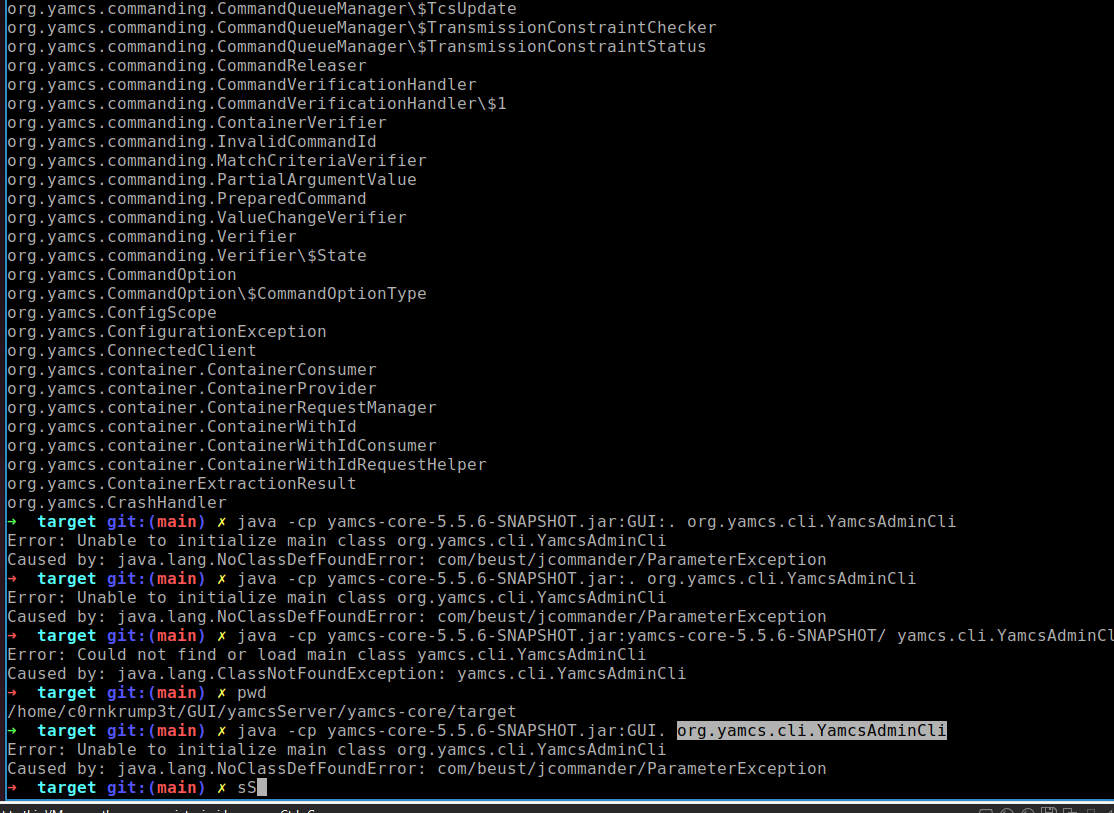 org.yamcs.commanding.CommandQueueManager\$TcsUpdate
org.yamcs.commanding.CommandQueueManager\$TransmissionConstraintChecker
org.yamcs.commanding.CommandQueueManager\$TransmissionConstraintStatus
org.yamcs.commanding.CommandReleaser
org.yamcs.commanding.CommandVerificationHandler
org.yamcs.commanding.CommandVerificationHandler\$1
org.yamcs.commanding.ContainerVerifier
org.yamcs.commanding.InvalidCommandId
org.yamcs.commanding.MatchCriteriaVerifier
org.yamcs.commanding.PartialArgumentValue
org.yamcs.commanding.PreparedCommand
org.yamcs.commanding.ValueChangeVerifier
org.yamcs.commanding.Verifier
org.yamcs.commanding.Verifier\$State
org.yamcs.CommandOption
org.yamcs.CommandOption\$CommandOptionType
org.yamcs.ConfigScope
org.yamcs.ConfigurationException
org.yamcs.ConnectedClient
org.yamcs.container.ContainerConsumer
org.yamcs.container.ContainerProvider
org.yamcs.container.ContainerRequestManager
org.yamcs.container.ContainerWithId
org.yamcs.container.ContainerWithIdConsumer
org.yamcs.container.ContainerWithIdRequestHelper
org.yamcs.ContainerExtractionResult
org.yamcs.CrashHandler
→ target git:(main) ✗ java -cp yamcs-core-5.5.6-SNAPSHOT.jar:GUI:. org.yamcs.cli.YamcsAdminCli
Error: Unable to initialize main class org.yamcs.cli.YamcsAdminCli
Caused by: java.lang.NoClassDefFoundError: com/beust/jcommander/ParameterException
→ target git:(main) ✗ java -cp yamcs-core-5.5.6-SNAPSHOT.jar:. org.yamcs.cli.YamcsAdminCli
Error: Unable to initialize main class org.yamcs.cli.YamcsAdminCli
Caused by: java.lang.NoClassDefFoundError: com/beust/jcommander/ParameterException
→ target git:(main) ✗ java -cp yamcs-core-5.5.6-SNAPSHOT.jar:yamcs-core-5.5.6-SNAPSHOT/ yamcs.cli.YamcsAdminCl
Error: Could not find or load main class yamcs.cli.YamcsAdminCli
Caused by: java.lang.ClassNotFoundException: yamcs.cli.YamcsAdminCli
→ target git:(main) ✗ pwd
/home/c0rnkrump3t/GUI/yamcsServer/yamcs-core/target
→ target git:(main) ✗ java -cp yamcs-core-5.5.6-SNAPSHOT.jar:GUI. org.yamcs.cli.YamcsAdminCli
Error: Unable to initialize main class org.yamcs.cli.YamcsAdminCli
Caused by: java.lang.NoClassDefFoundError: com/beust/jcommander/ParameterException
→ target git:(main) ✗ sS